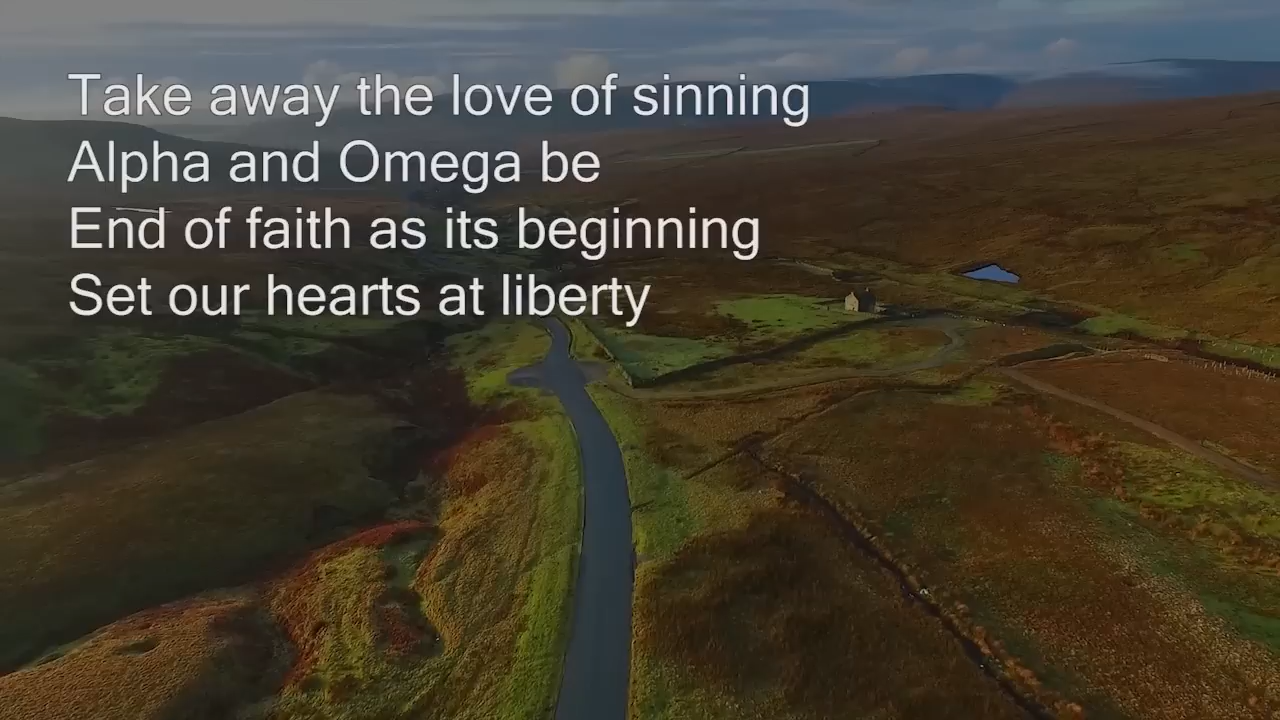 Take away the love of sinning
Alpha and Omega be
End of faith as its beginning
Set our hearts at liberty